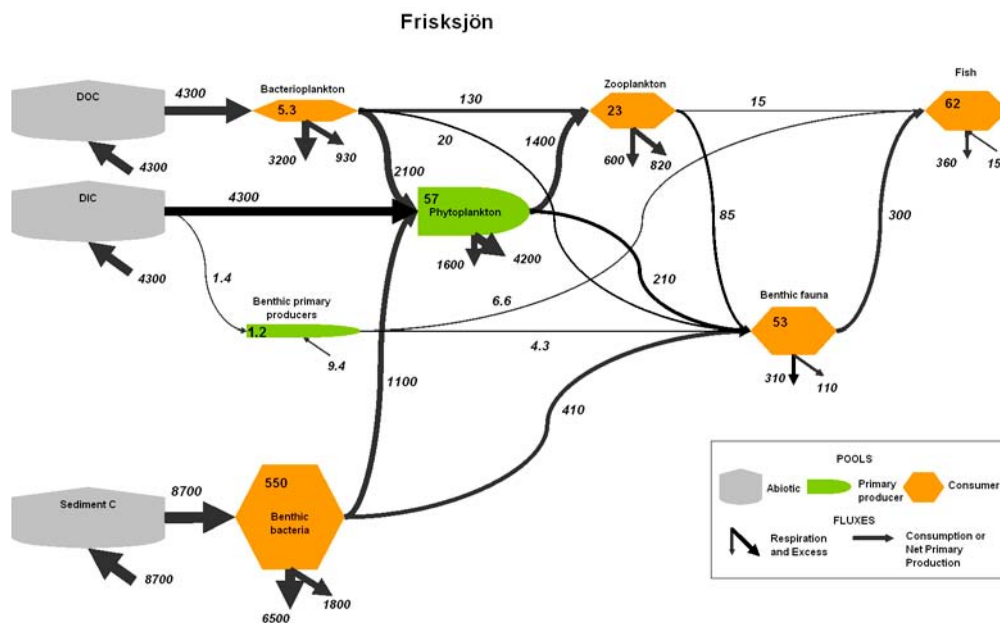 Frisksjön
DOC
4300
4300
Bacterioplankton
5.3
3200
930
130
20
2100
Zooplankton
23
600
820
1400
15
Fish
62
360
15
DIC
4300
4300
57
Phytoplankton
1600
4200
85
300
1.4
210
Benthic primary
producers
1.2
9.4
6.6
4.3
Benthic fauna
53
310
110
1100
410
Sediment C
8700
8700
550
Benthic
bacteria
6500
1800
POOLS
Abiotic
Primary
producer
Consumer
FLUXES
Respiration
and Excess
Consumption or
Net Primary
Production